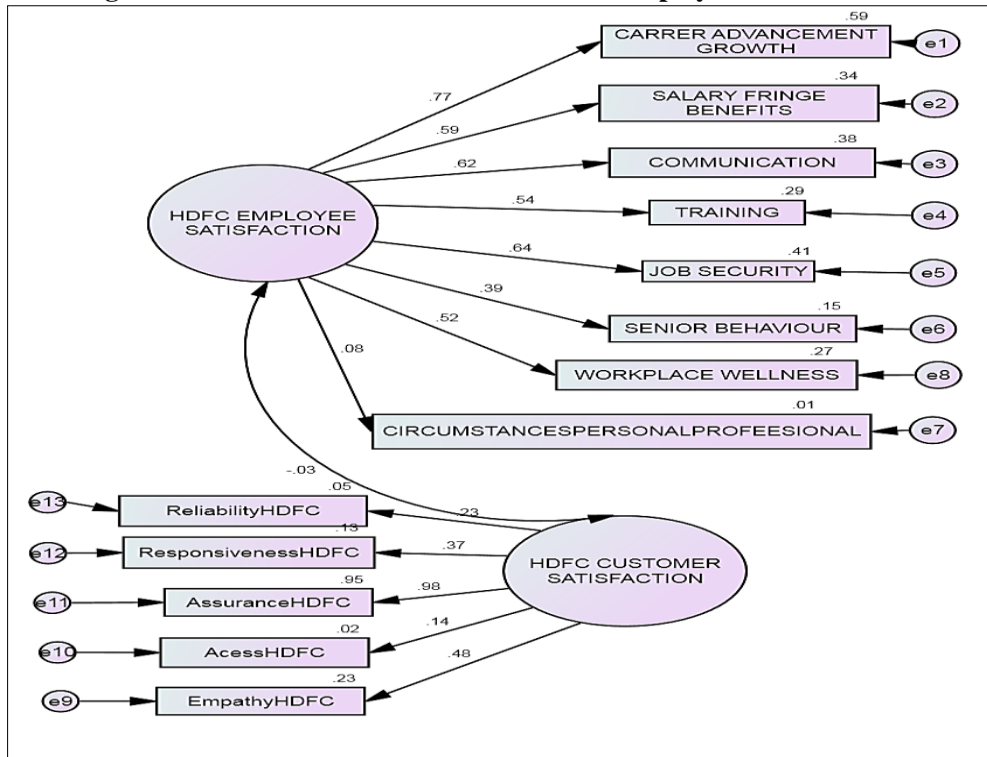 .59
CARRER ADVANCEMENT
GROWTH
e1
.77
.34
SALARY FRINGE
BENEFITS
e2
.59
.38
COMMUNICATION
e3
.62
.29
TRAINING
e4
.54
HDFC EMPLOYEE
SATISFACTION
.41
JOB SECURITY
e5
.64
.15
SENIOR BEHAVIOUR
e6
.39
.27
WORKPLACE WELLNESS
e8
.52
.01
CIRCUMSTANCESPERSONALPROFEESIONAL
e7
.08
-.03
.05
ReliabilityHDFC
e13
.23
.13
ResponsivenessHDFC
e12
.37
HDFC CUSTOMER
SATISFACTION
.95
AssuranceHDFC
e11
.98
.02
AcessHDFC
e10
.14
.23
EmpathyHDFC
e9
.48